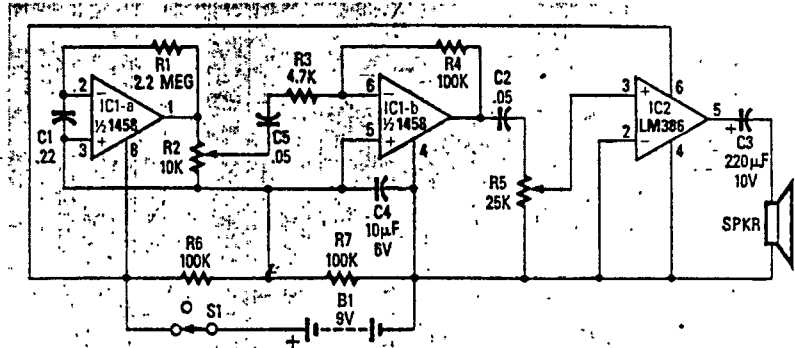 R1
2.2 MEG
2
−
IC1-a
½ 1458
1
+
3
8
C1
.22
R2
10K
R3
4.7K
C5
.05
6
−
IC1-b
½ 1458
5
+
4
R4
100K
C2
.05
C4
10μF
6V
R5
25K
3
+
6
IC2
LM386
5
2
−
4
+
C3
220μF
10V
SPKR
R6
100K
R7
100K
S1
B1
9V
+